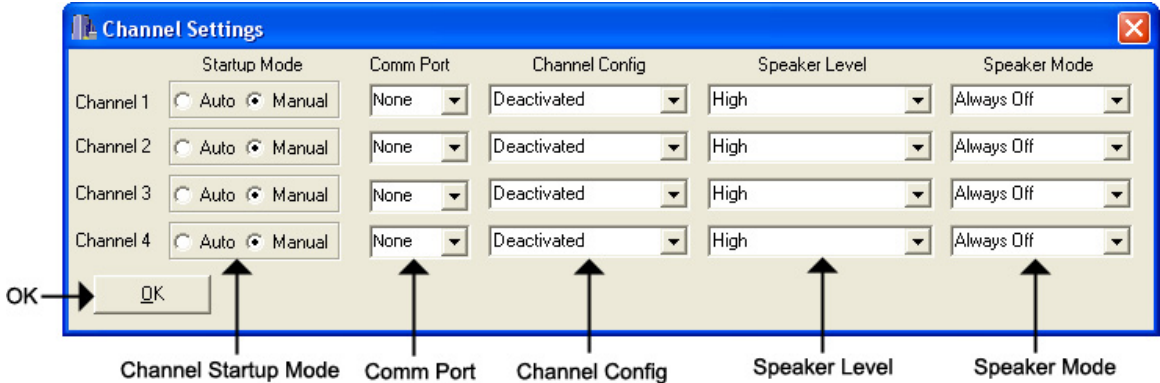 Channel Settings
Startup Mode Comm Port Channel Config Speaker Level Speaker Mode
Channel 1 Auto Manual None Deactivated High Always Off
Channel 2 Auto Manual None Deactivated High Always Off
Channel 3 Auto Manual None Deactivated High Always Off
Channel 4 Auto Manual None Deactivated High Always Off
OK OK
Channel Startup Mode Comm Port Channel Config Speaker Level Speaker Mode